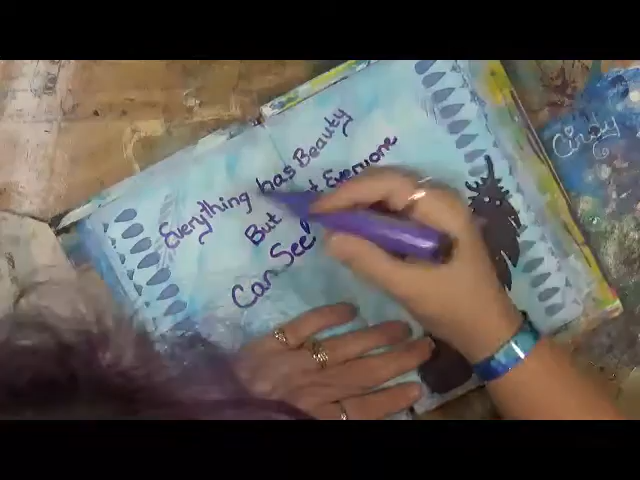 Everything has Beauty
But Everyone
Can See
Cindy